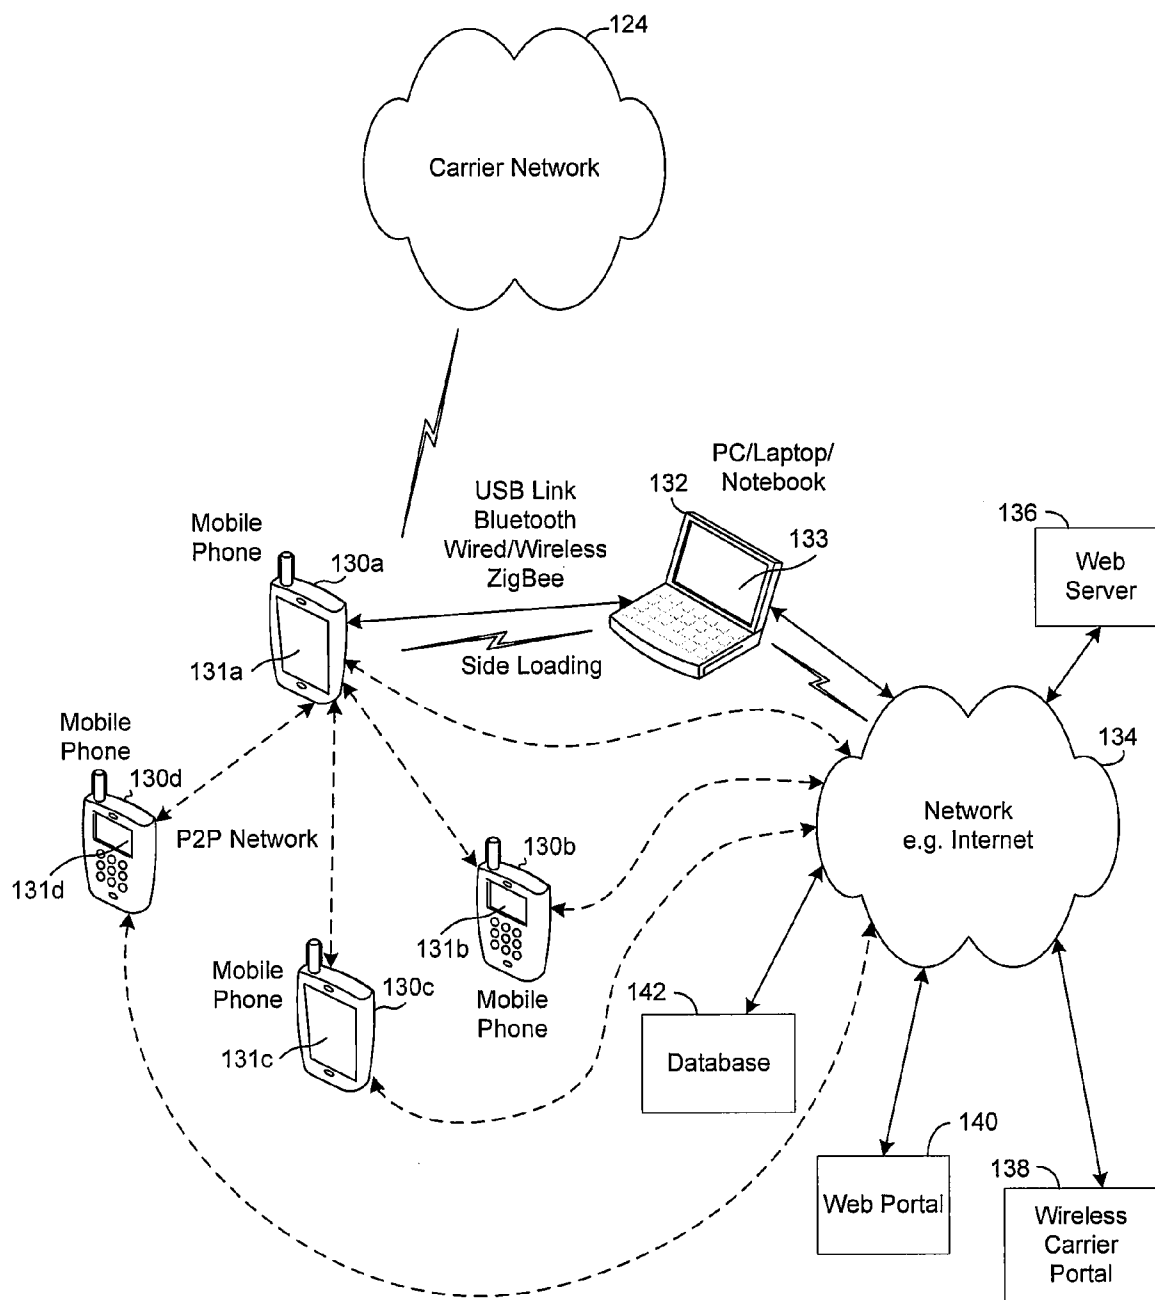 124
Carrier Network
PC/Laptop/
Notebook
132
133
USB Link
Bluetooth
Wired/Wireless
ZigBee
Side Loading
Mobile
Phone
130a
131a
136
Web
Server
134
Network
e.g. Internet
Mobile
Phone
130d
131d
P2P Network
130b
131b
Mobile
Phone
Mobile
Phone
130c
131c
142
Database
140
Web Portal
138
Wireless
Carrier
Portal